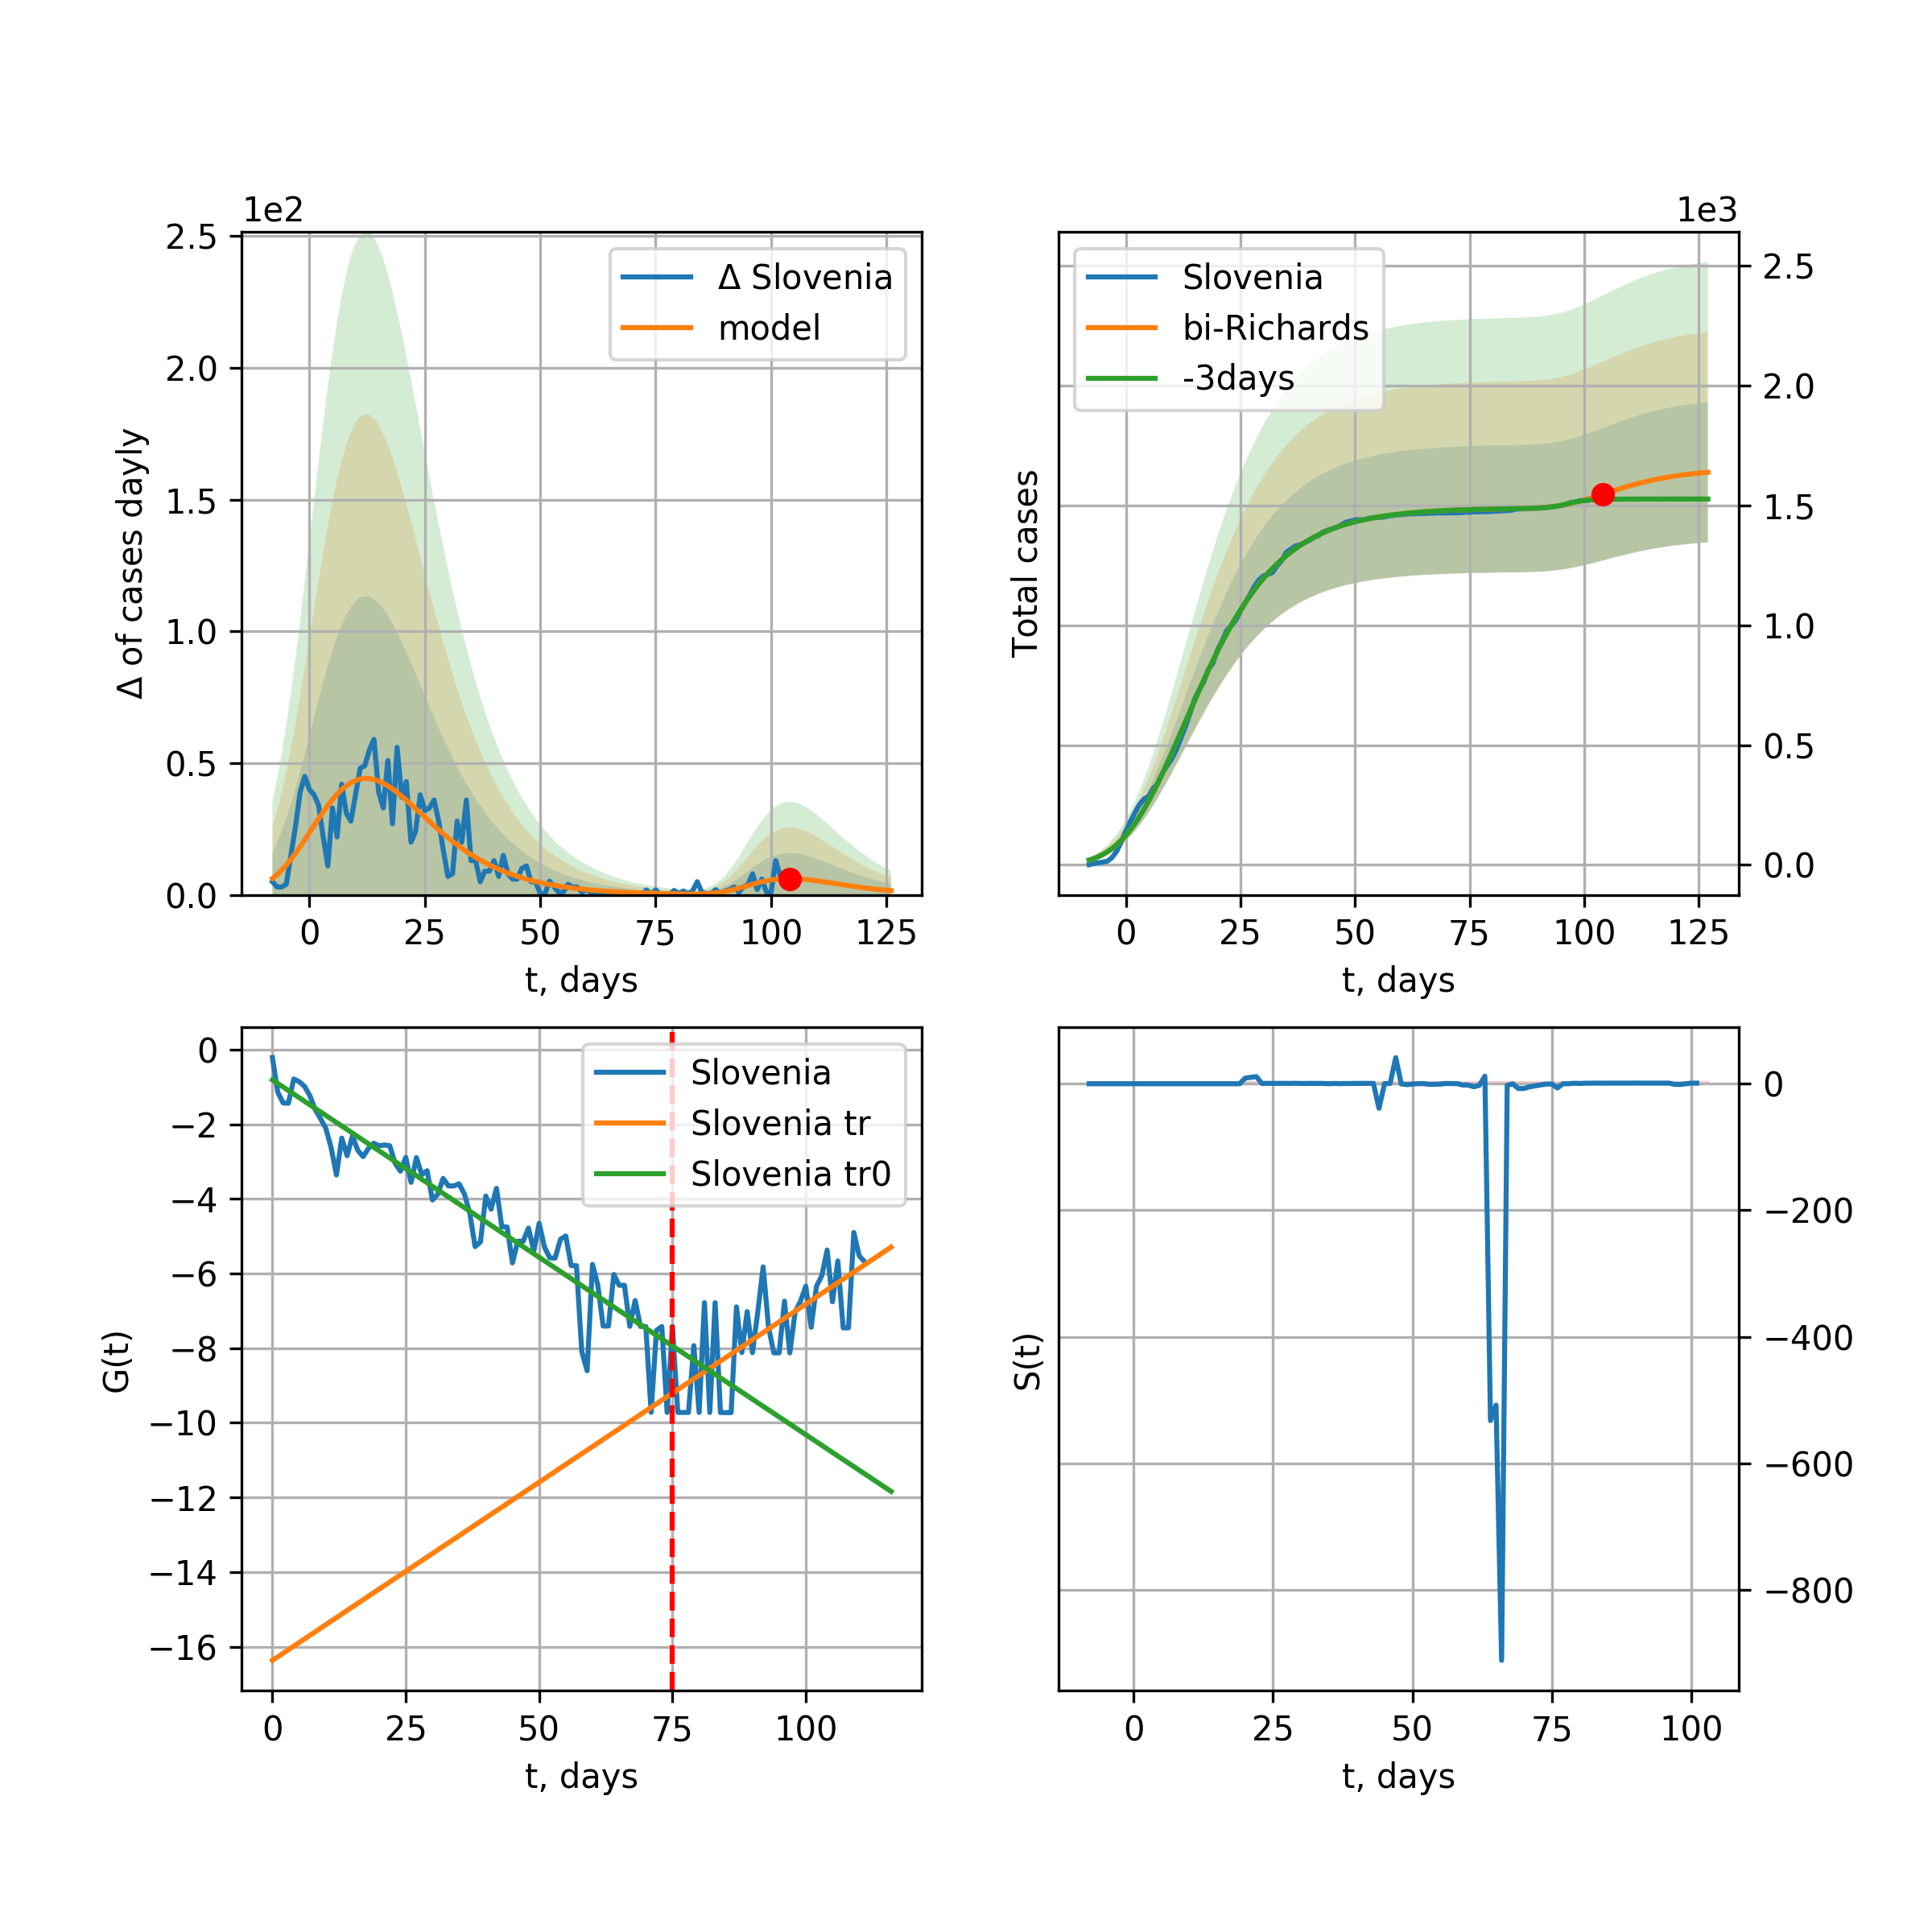 1e2
2.5
2.0
1.5
1.0
0.5
0.0
Δ of cases dayly
Δ Slovenia
model
0 25 50 75 100 125
t, days
1e3
2.5
2.0
1.5
1.0
0.5
0.0
Total cases
Slovenia
bi-Richards
-3days
0 25 50 75 100 125
t, days
0
−2
−4
−6
−8
−10
−12
−14
−16
G(t)
Slovenia
Slovenia tr
Slovenia tr0
0 25 50 75 100
t, days
0
−200
−400
−600
−800
S(t)
0 25 50 75 100
t, days